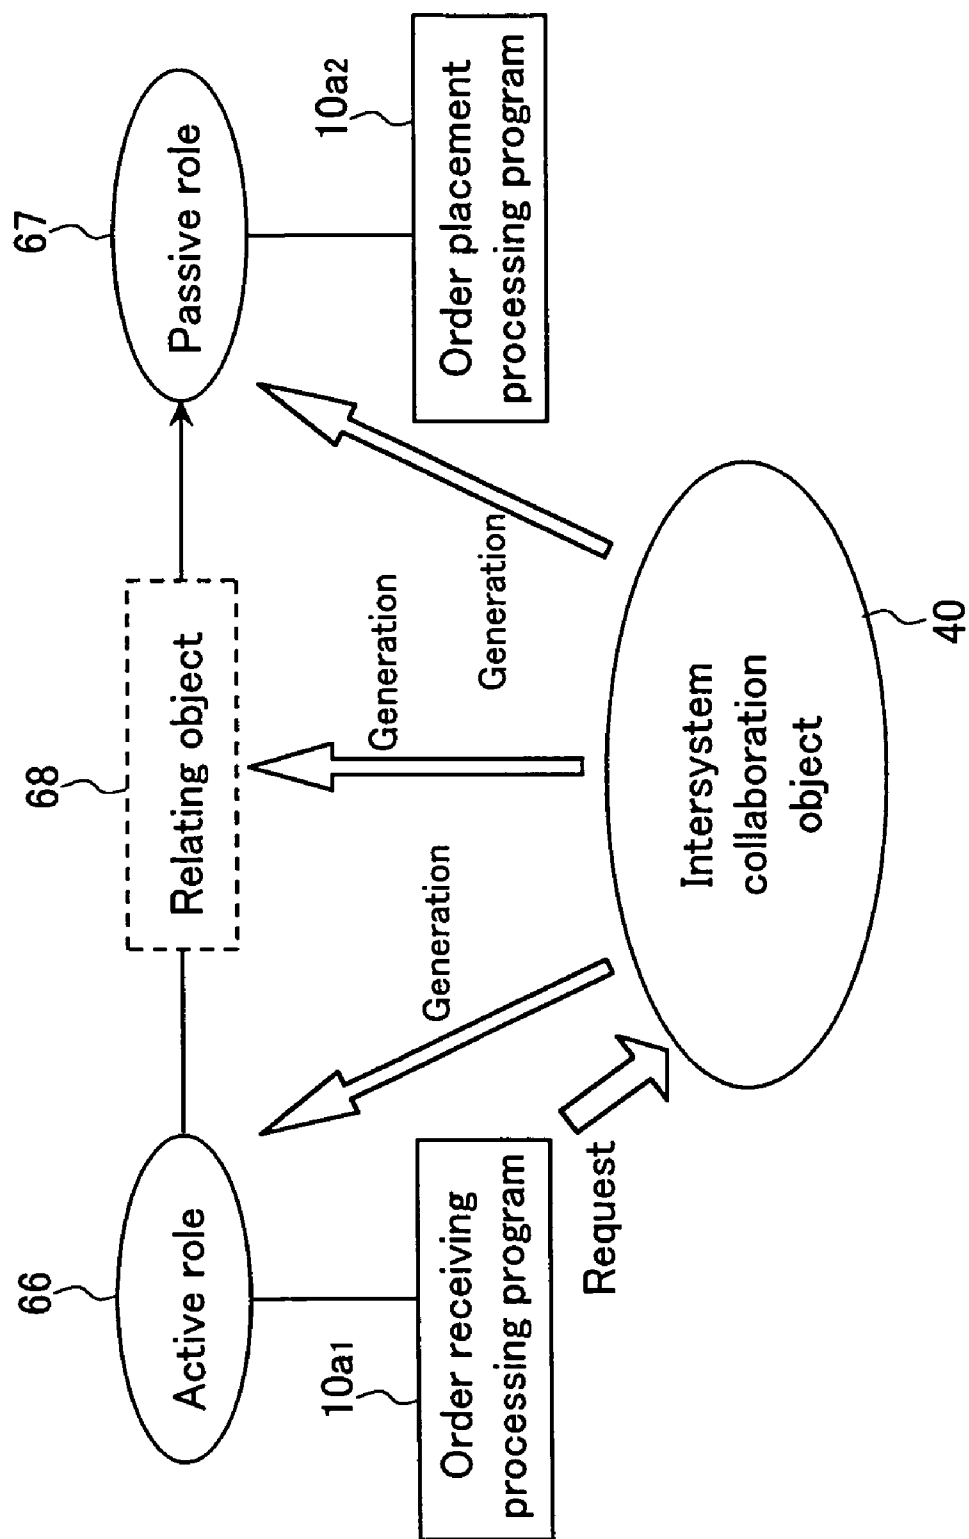 66
Active role
68
Relating object
67
Passive role
10a1
Order receiving
processing program
10a2
Order placement
processing program
Generation
Generation
Generation
Request
Intersystem
collaboration
object
40